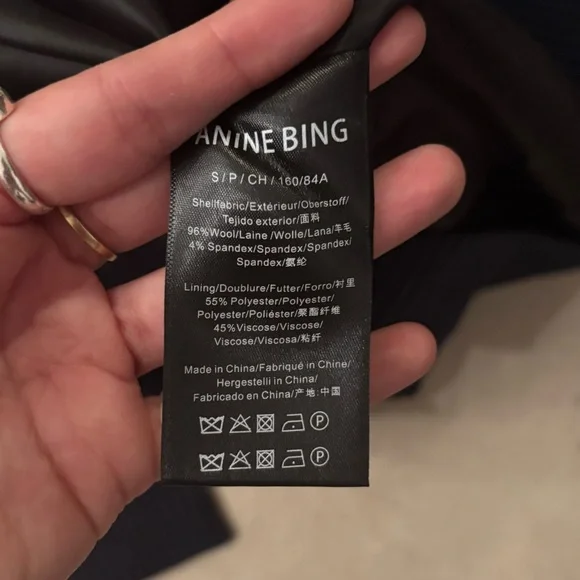 ANINE BING
S/P/CH/160/84A
Shellfabric/Extérieur/Oberstoff/
Tejido exterior/面料
96%Wool/Laine/Wolle/Lana/羊毛
4% Spandex/Spandex/Spandex/
Spandex/氨纶
Lining/Doublure/Futter/Forro/衬里
55% Polyester/Polyester/
Polyester/Poliéster/聚酯纤维
45%Viscose/Viscose/
Viscose/Viscosa/粘纤
Made in China/Fabriqué in Chine/
Hergestelli in China/
Fabricado en China/产地:中国
P
P